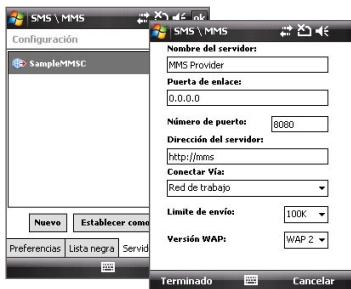 SMS \ MMS
ok
Configuración
SampleMMSC
Nuevo
Establecer como
Preferencias
Lista negra
Servid
SMS \ MMS
Nombre del servidor:
MMS Provider
Puerta de enlace:
0.0.0.0
Número de puerto: 8080
Dirección del servidor:
http://mms
Conectar Vía:
Red de trabajo
Limite de envío: 100K
Versión WAP: WAP 2
Terminado
Cancelar